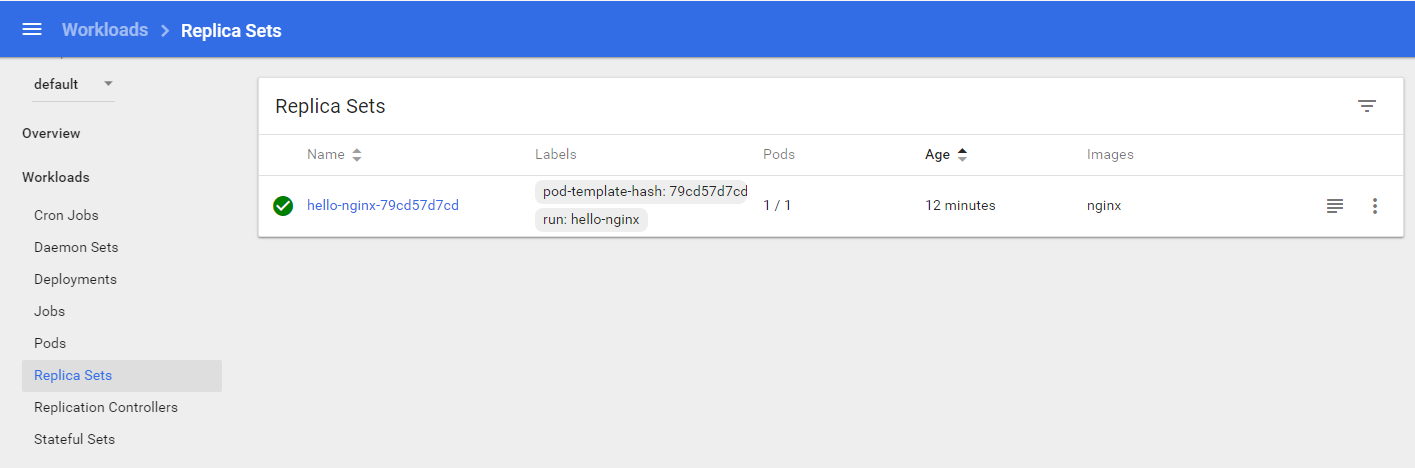 Workloads > Replica Sets
default
Overview
Workloads
Cron Jobs
Daemon Sets
Deployments
Jobs
Pods
Replica Sets
Replication Controllers
Stateful Sets
Replica Sets
Name Labels Pods Age Images
hello-nginx-79cd57d7cd pod-template-hash: 79cd57d7cd 1 / 1 12 minutes nginx
run: hello-nginx